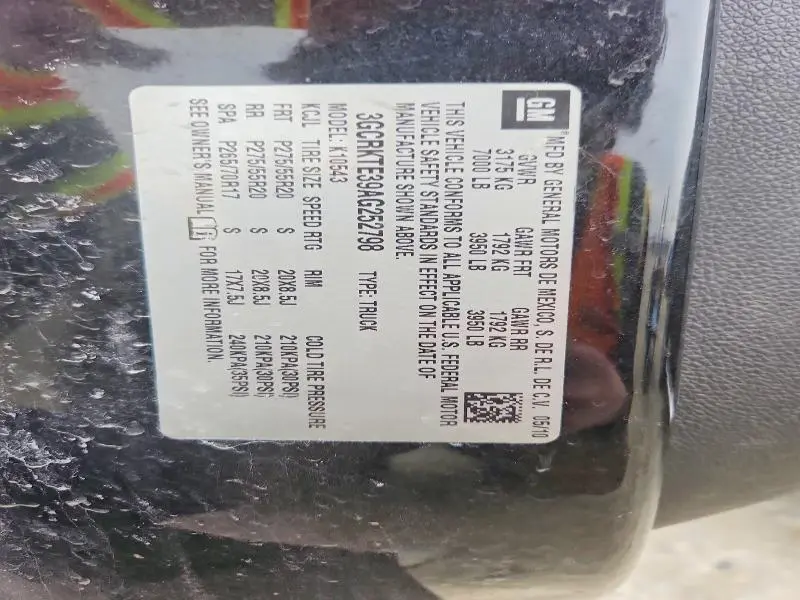 GM
® MFD BY GENERAL MOTORS DE MEXICO, S. DE R.L. DE C.V. 05/10
GVWR GAWR FRT GAWR RR
3175 KG 1792 KG 1792 KG
7000 LB 3950 LB 3950 LB
THIS VEHICLE CONFORMS TO ALL APPLICABLE U.S. FEDERAL MOTOR
VEHICLE SAFETY STANDARDS IN EFFECT ON THE DATE OF
MANUFACTURE SHOWN ABOVE.
3GCRKTE39AG252798 TYPE: TRUCK
MODEL: K10543
KCJL TIRE SIZE SPEED RTG RIM COLD TIRE PRESSURE
FRT P275/55R20 S 20X8.5J 210KPA(30PSI)
RR P275/55R20 S 20X8.5J 210KPA(30PSI)
SPA P265/70R17 S 17X7.5J 240KPA(35PSI)
SEE OWNER'S MANUAL FOR MORE INFORMATION.